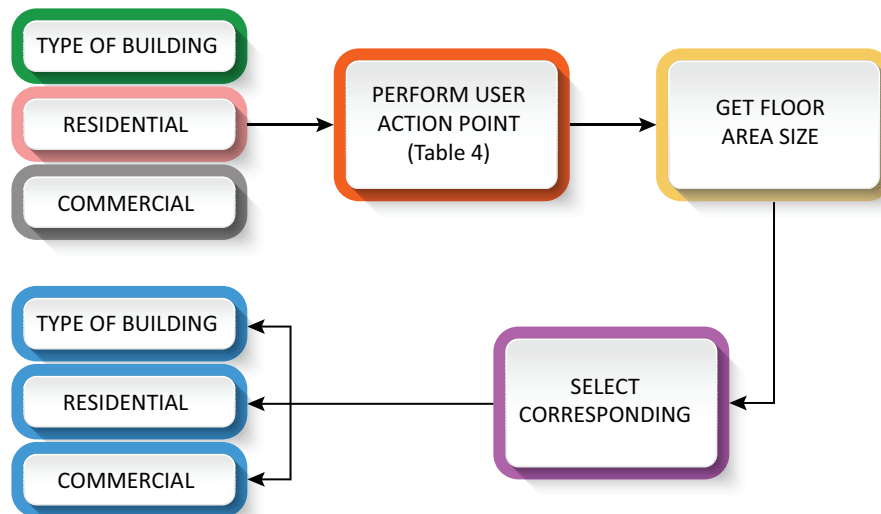 TYPE OF BUILDING
RESIDENTIAL
COMMERCIAL
PERFORM USER
ACTION POINT
(Table 4)
GET FLOOR
AREA SIZE
SELECT
CORRESPONDING
TYPE OF BUILDING
RESIDENTIAL
COMMERCIAL